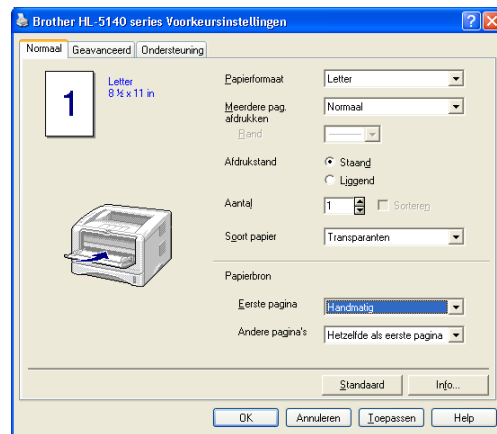 Brother HL-5140 series Voorkeursinstellingen
Normaal Geavanceerd Ondersteuning
1
Letter
8 ½ x 11 in
Papierformaat Letter
Meerdere pag. afdrukken Normaal
Rand
Afdrukstand Staand
Liggend
Aantal 1 Sorteren
Soort papier Transparanten
Papierbron
Eerste pagina Handmatig
Andere pagina's Hetzelfde als eerste pagina
Standaard Info...
OK Annuleren Toepassen Help